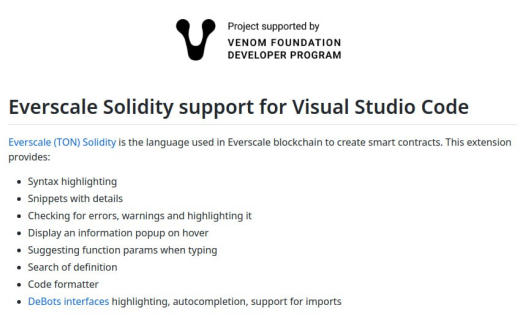 Project supported by
VENOM FOUNDATION
DEVELOPER PROGRAM
Everscale Solidity support for Visual Studio Code
Everscale (TON) Solidity is the language used in Everscale blockchain to create smart contracts. This extension
provides:
• Syntax highlighting
• Snippets with details
• Checking for errors, warnings and highlighting it
• Display an information popup on hover
• Suggesting function params when typing
• Search of definition
• Code formatter
• DeBots interfaces highlighting, autocompletion, support for imports